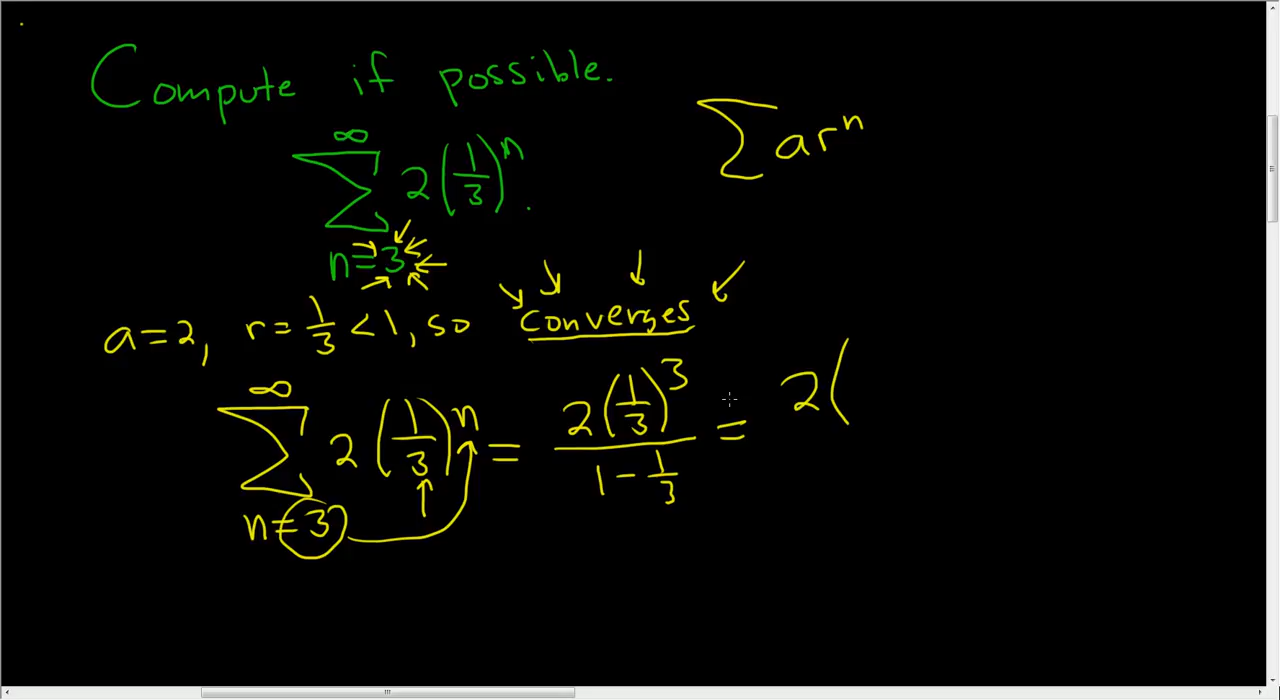 Compute if possible.
∞
∑ 2(1/3)ⁿ.
n=3
∑ arⁿ
a=2, r=1/3<1, so Converges
∞
∑ 2(1/3)ⁿ = 2(1/3)³ / (1-1/3) = 2(
n=3